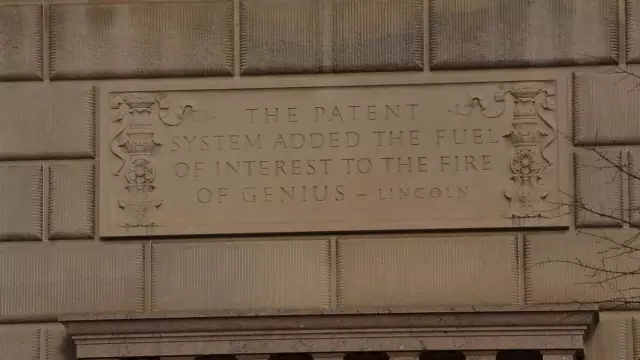 THE PATENT
SYSTEM ADDED THE FUEL
OF INTEREST TO THE FIRE
OF GENIUS – LINCOLN